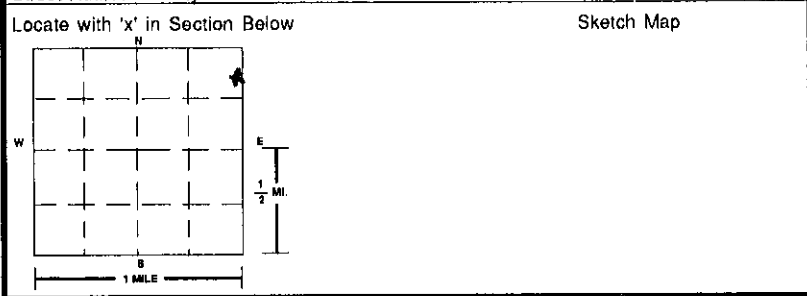 Locate with 'x' in Section Below
Sketch Map
N
W
E
1/2 MI.
S
1 MILE